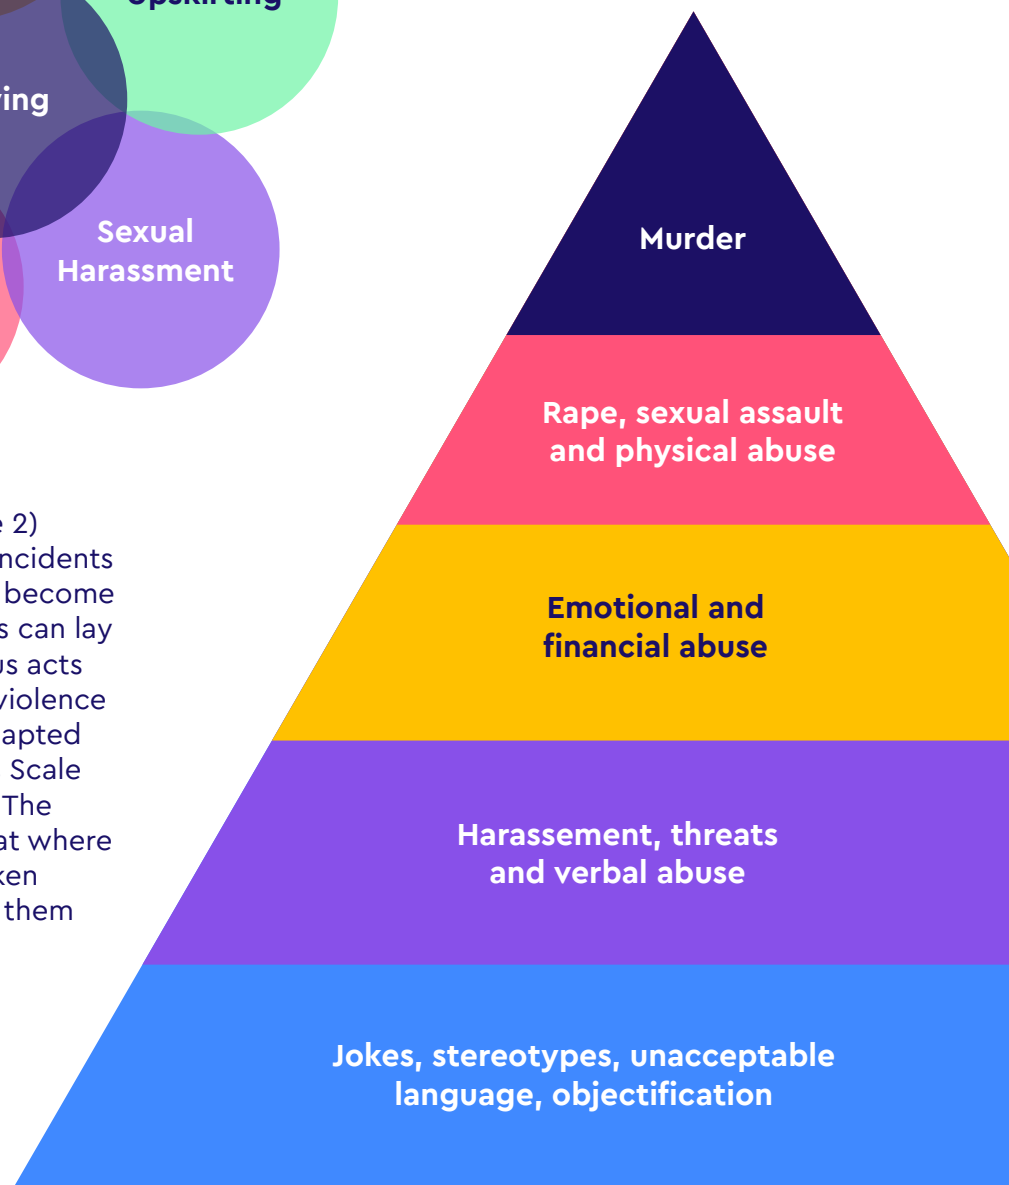 Upskirting
Sexual
Harassment
2)
ncidents
become
s can lay
us acts
violence
apted
Scale
The
at where
ken
them
Murder
Rape, sexual assault
and physical abuse
Emotional and
financial abuse
Harassement, threats
and verbal abuse
Jokes, stereotypes, unacceptable
language, objectification